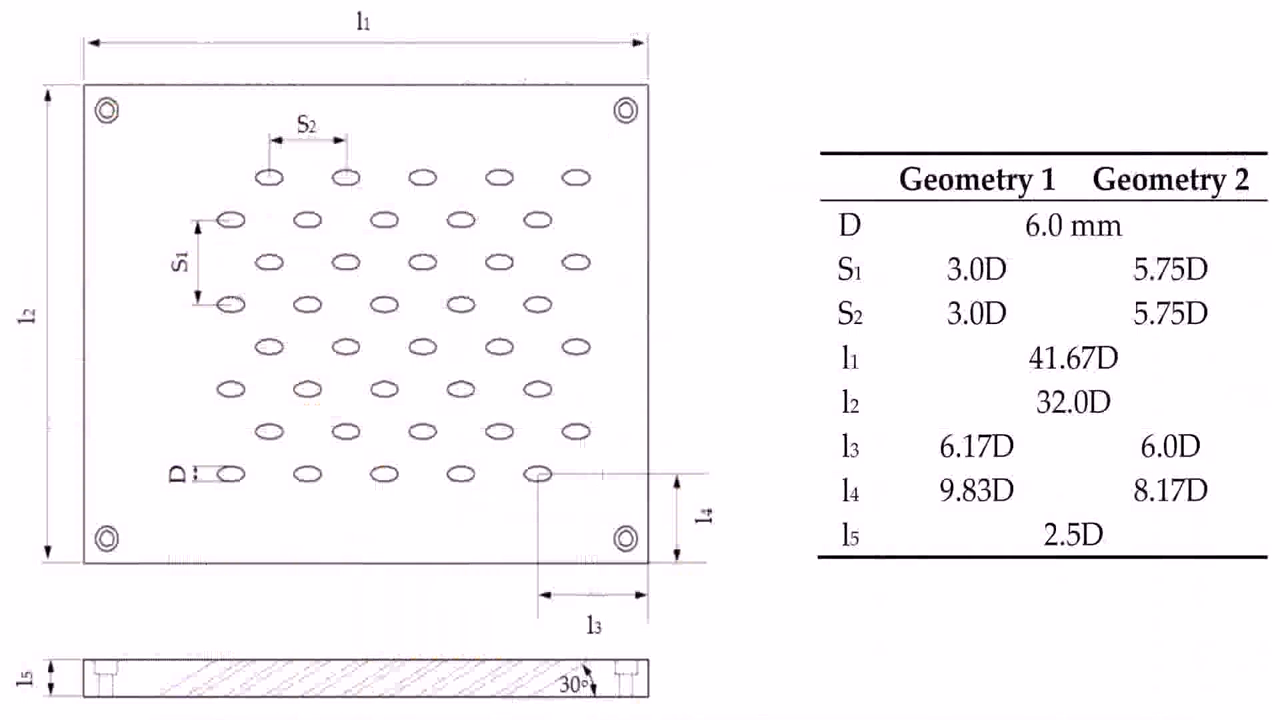 l1
S2
S1
l2
D
l4
l3
l5
30°
Geometry 1 Geometry 2
D 6.0 mm
S1 3.0D 5.75D
S2 3.0D 5.75D
l1 41.67D
l2 32.0D
l3 6.17D 6.0D
l4 9.83D 8.17D
l5 2.5D